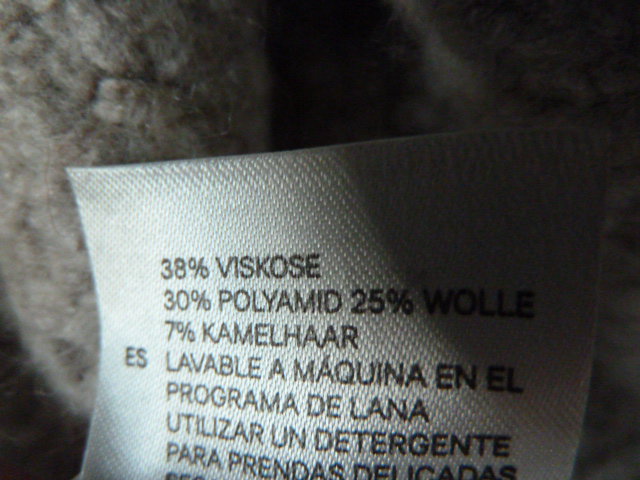 38% VISKOSE
30% POLYAMID 25% WOLLE
7% KAMELHAAR
ES LAVABLE A MÁQUINA EN EL
PROGRAMA DE LANA
UTILIZAR UN DETERGENTE
PARA PRENDAS DELICADAS